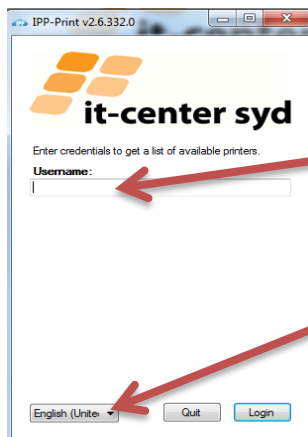 IPP-Print v2.6.332.0
it-center syd
Enter credentials to get a list of available printers.
Username:
English (Unite
Quit
Login